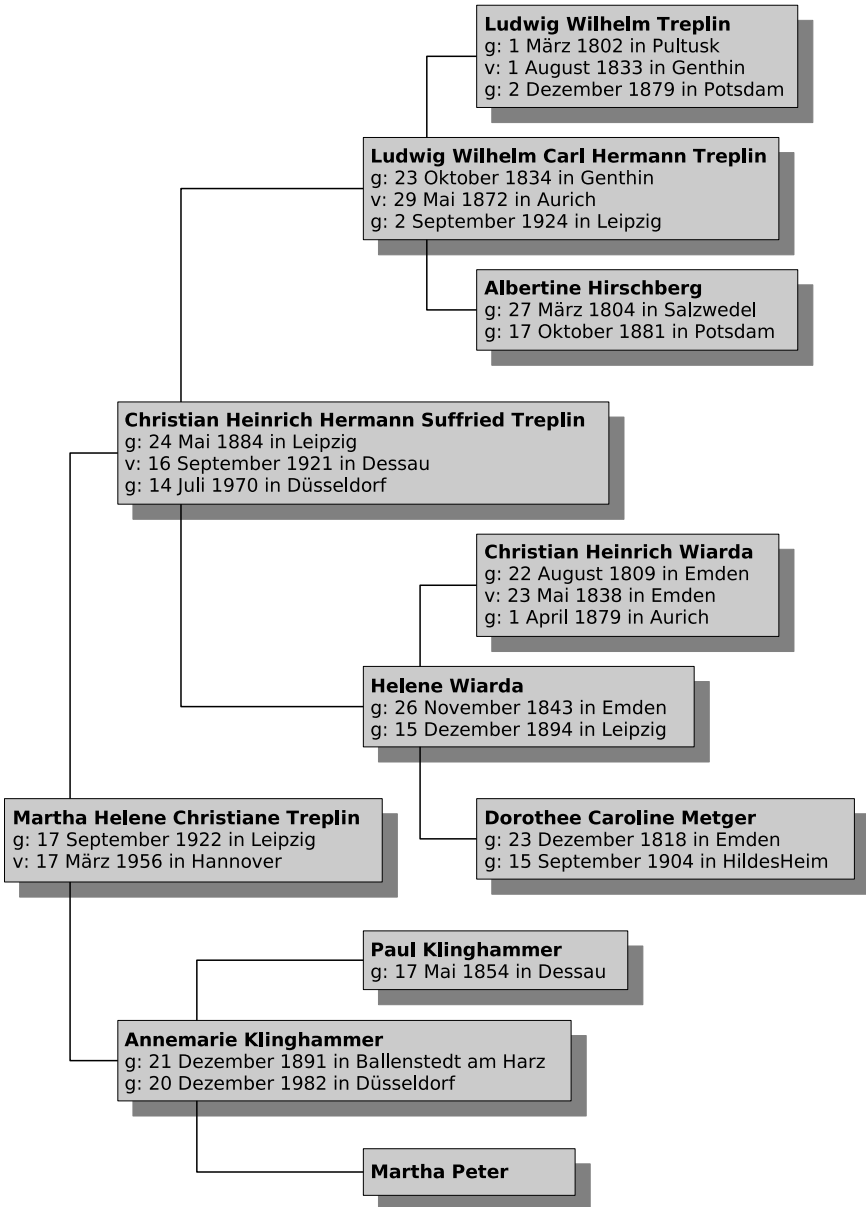 Ludwig Wilhelm Treplin
g: 1 März 1802 in Pultusk
v: 1 August 1833 in Genthin
g: 2 Dezember 1879 in Potsdam
Ludwig Wilhelm Carl Hermann Treplin
g: 23 Oktober 1834 in Genthin
v: 29 Mai 1872 in Aurich
g: 2 September 1924 in Leipzig
Albertine Hirschberg
g: 27 März 1804 in Salzwedel
g: 17 Oktober 1881 in Potsdam
Christian Heinrich Hermann Suffried Treplin
g: 24 Mai 1884 in Leipzig
v: 16 September 1921 in Dessau
g: 14 Juli 1970 in Düsseldorf
Christian Heinrich Wiarda
g: 22 August 1809 in Emden
v: 23 Mai 1838 in Emden
g: 1 April 1879 in Aurich
Helene Wiarda
g: 26 November 1843 in Emden
g: 15 Dezember 1894 in Leipzig
Martha Helene Christiane Treplin
g: 17 September 1922 in Leipzig
v: 17 März 1956 in Hannover
Dorothee Caroline Metger
g: 23 Dezember 1818 in Emden
g: 15 September 1904 in HildesHeim
Paul Klinghammer
g: 17 Mai 1854 in Dessau
Annemarie Klinghammer
g: 21 Dezember 1891 in Ballenstedt am Harz
g: 20 Dezember 1982 in Düsseldorf
Martha Peter